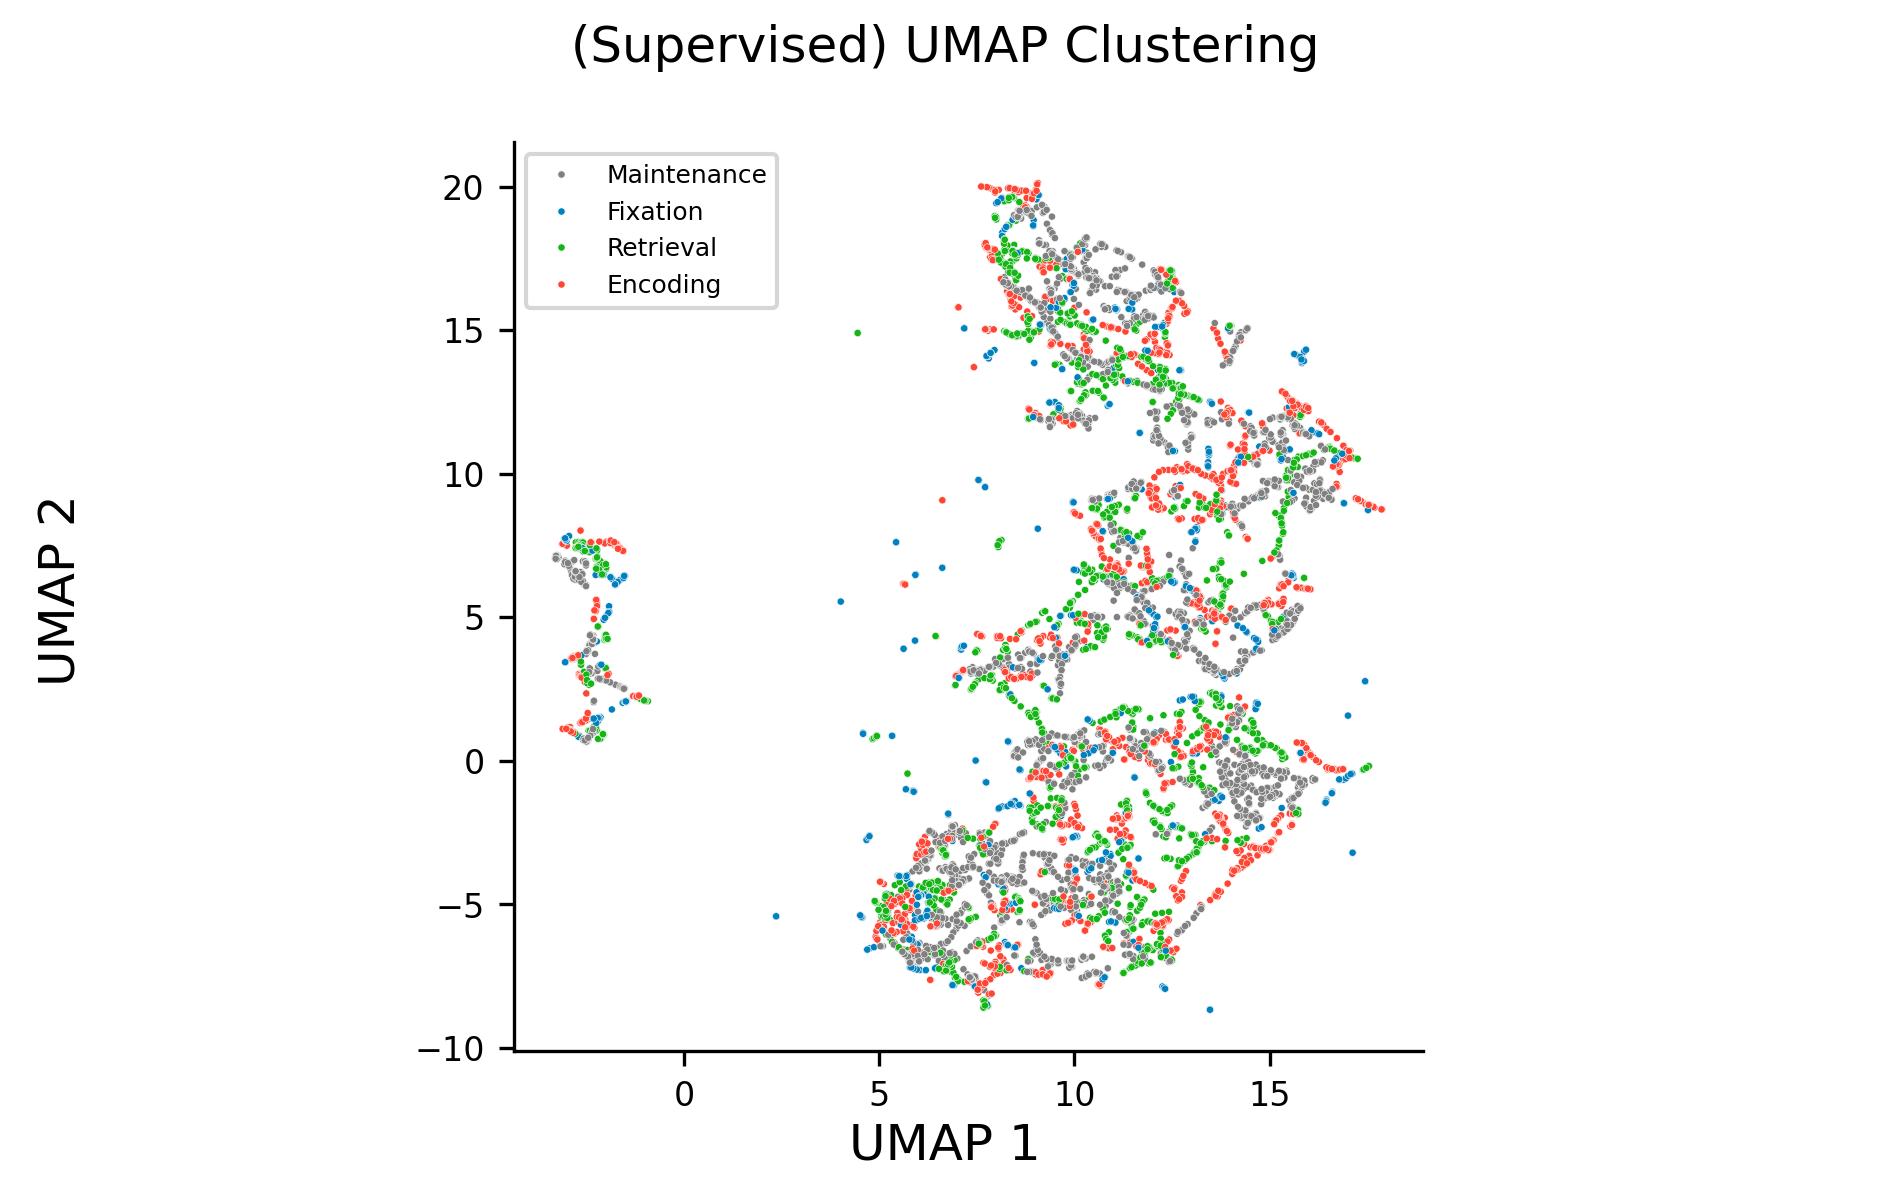 (Supervised) UMAP Clustering
Maintenance
Fixation
Retrieval
Encoding
20
15
10
5
0
−5
−10
UMAP 2
0 5 10 15
UMAP 1